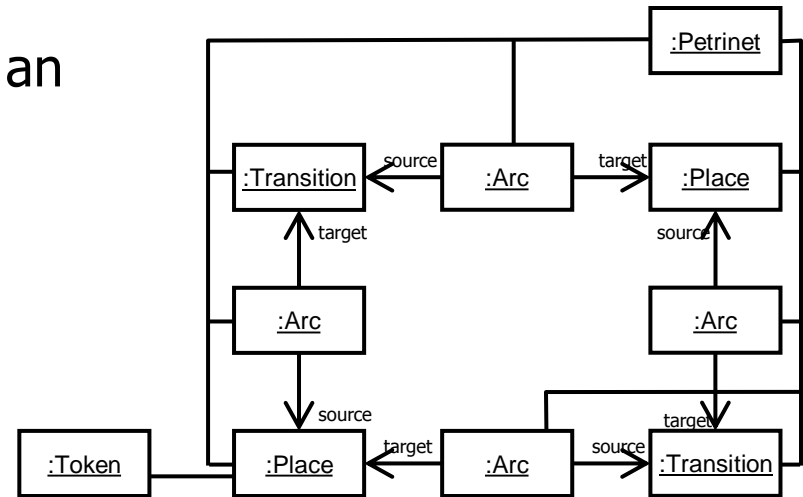 :Petrinet
an
source
target
:Transition
:Arc
:Place
target
source
:Arc
:Arc
source
target
target
source
:Token
:Place
:Arc
:Transition